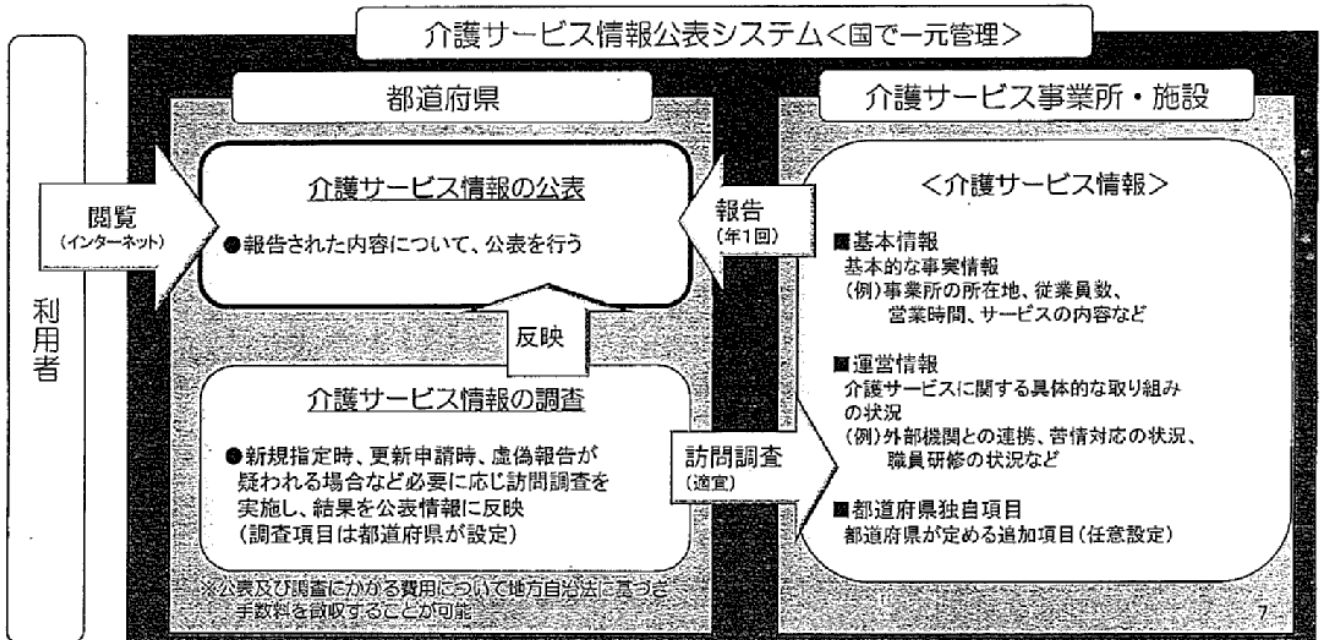 介護サービス情報公表システム<国で一元管理>
利用者
閲覧
(インターネット)
都道府県
介護サービス情報の公表
●報告された内容について、公表を行う
反映
介護サービス情報の調査
●新規指定時、更新申請時、虚偽報告が
疑われる場合など必要に応じ訪問調査を
実施し、結果を公表情報に反映
(調査項目は都道府県が設定)
※公表及び調査にかかる費用について地方自治法に基づき
手数料を徴収することが可能
報告
(年1回)
訪問調査
(適宜)
介護サービス事業所・施設
<介護サービス情報>
■基本情報
基本的な事実情報
(例)事業所の所在地、従業員数、
営業時間、サービスの内容など
■運営情報
介護サービスに関する具体的な取り組み
の状況
(例)外部機関との連携、苦情対応の状況、
職員研修の状況など
■都道府県独自項目
都道府県が定める追加項目(任意設定)
7